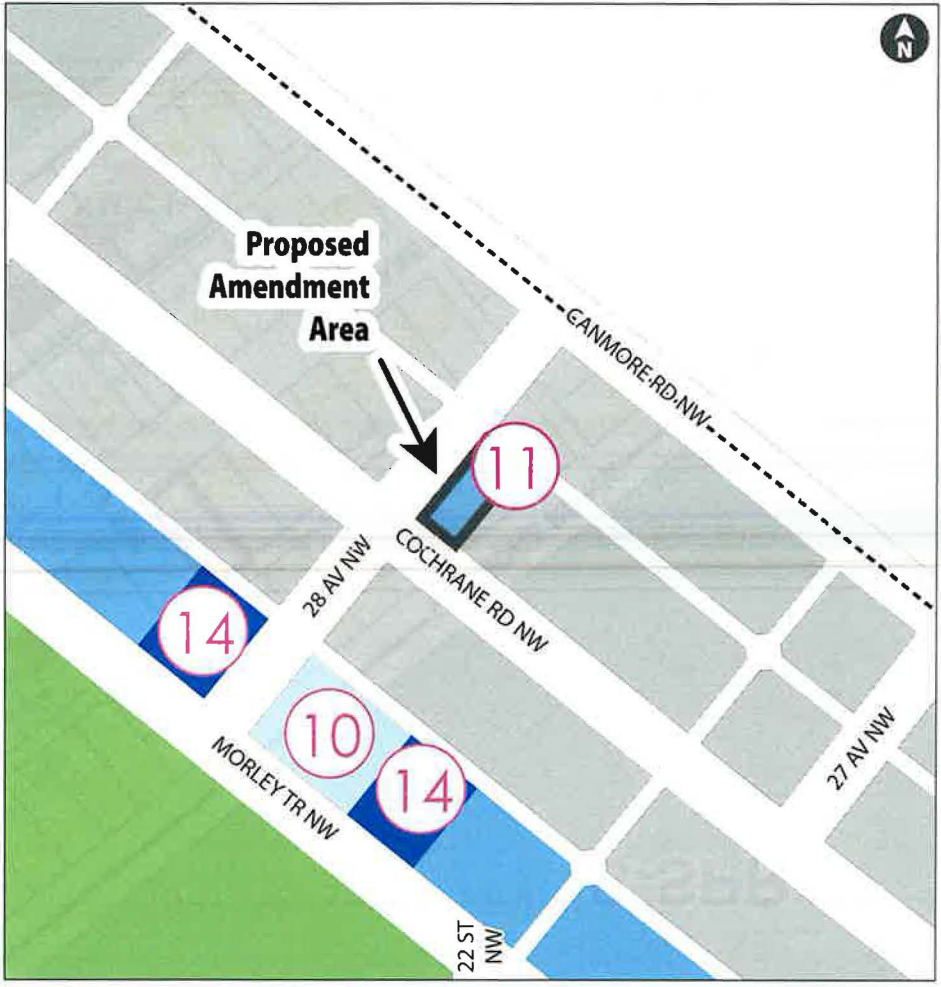 N
Proposed
Amendment
Area
CANMORE RD NW
11
COCHRANE RD NW
28 AV NW
14
10
14
MORLEY TR NW
27 AV NW
22 ST
NW